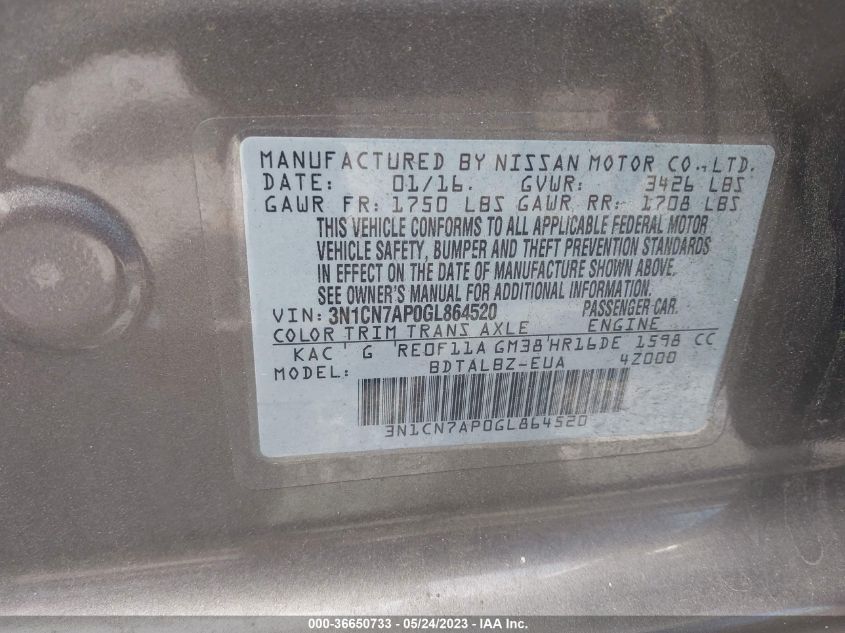 MANUFACTURED BY NISSAN MOTOR CO.,LTD.
DATE: 01/16. GVWR: 3426 LBS
GAWR FR: 1750 LBS GAWR RR: 1708 LBS
THIS VEHICLE CONFORMS TO ALL APPLICABLE FEDERAL MOTOR
VEHICLE SAFETY, BUMPER AND THEFT PREVENTION STANDARDS
IN EFFECT ON THE DATE OF MANUFACTURE SHOWN ABOVE.
SEE OWNER'S MANUAL FOR ADDITIONAL INFORMATION.
VIN: 3N1CN7AP0GL864520 PASSENGER CAR.
COLOR TRIM TRANS AXLE ENGINE
KAC G RE0F11A GM38 HR16DE 1598 CC
MODEL: BDTALBZ-EUA 4Z000
3N1CN7AP0GL864520
000-36650733 - 05/24/2023 - IAA Inc.